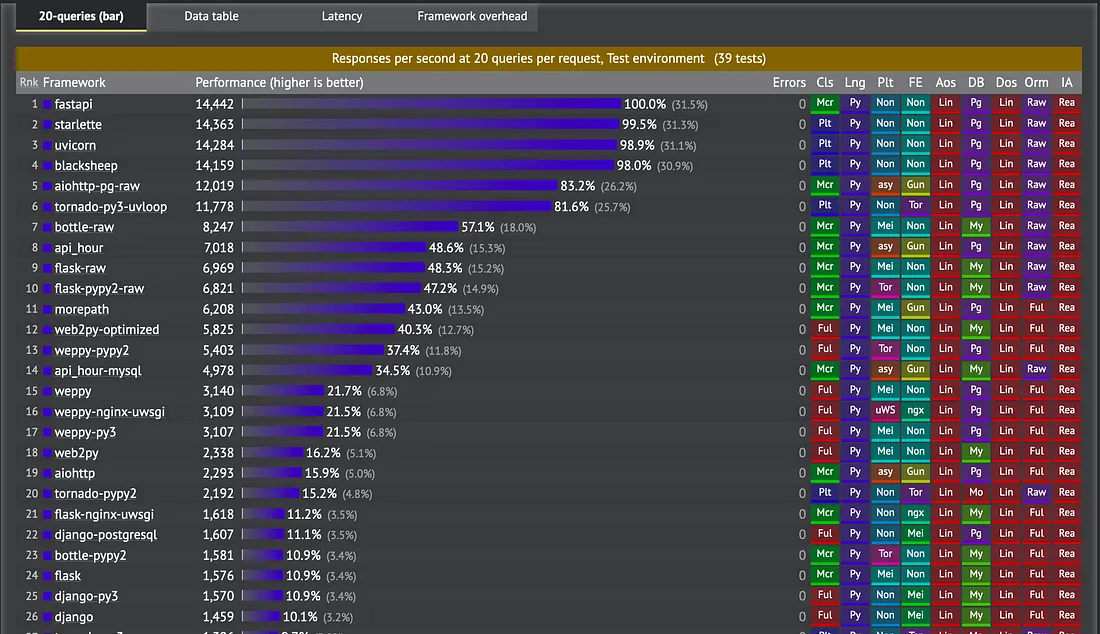 20-queries (bar) Data table Latency Framework overhead
Responses per second at 20 queries per request, Test environment (39 tests)
Rnk Framework Performance (higher is better) Errors Cls Lng Plt FE Aos DB Dos Orm IA
1 fastapi 14,442 100.0% (31.5%) 0 Mcr Py Non Non Lin Pg Lin Raw Rea
2 starlette 14,363 99.5% (31.3%) 0 Plt Py Non Non Lin Pg Lin Raw Rea
3 uvicorn 14,284 98.9% (31.1%) 0 Plt Py Non Non Lin Pg Lin Raw Rea
4 blacksheep 14,159 98.0% (30.9%) 0 Plt Py Non Non Lin Pg Lin Raw Rea
5 aiohttp-pg-raw 12,019 83.2% (26.2%) 0 Mcr Py asy Gun Lin Pg Lin Raw Rea
6 tornado-py3-uvloop 11,778 81.6% (25.7%) 0 Plt Py Non Tor Lin Pg Lin Raw Rea
7 bottle-raw 8,247 57.1% (18.0%) 0 Mcr Py Mei Non Lin My Lin Raw Rea
8 api_hour 7,018 48.6% (15.3%) 0 Mcr Py asy Gun Lin Pg Lin Raw Rea
9 flask-raw 6,969 48.3% (15.2%) 0 Mcr Py Mei Non Lin My Lin Raw Rea
10 flask-pypy2-raw 6,821 47.2% (14.9%) 0 Mcr Py Tor Non Lin My Lin Raw Rea
11 morepath 6,208 43.0% (13.5%) 0 Mcr Py Mei Gun Lin Pg Lin Ful Rea
12 web2py-optimized 5,825 40.3% (12.7%) 0 Ful Py Mei Non Lin My Lin Ful Rea
13 weppy-pypy2 5,403 37.4% (11.8%) 0 Ful Py Tor Non Lin Pg Lin Ful Rea
14 api_hour-mysql 4,978 34.5% (10.9%) 0 Mcr Py asy Gun Lin My Lin Raw Rea
15 weppy 3,140 21.7% (6.8%) 0 Ful Py Mei Non Lin Pg Lin Ful Rea
16 weppy-nginx-uwsgi 3,109 21.5% (6.8%) 0 Ful Py uWS ngx Lin Pg Lin Ful Rea
17 weppy-py3 3,107 21.5% (6.8%) 0 Ful Py Mei Non Lin Pg Lin Ful Rea
18 web2py 2,338 16.2% (5.1%) 0 Ful Py Mei Non Lin My Lin Ful Rea
19 aiohttp 2,293 15.9% (5.0%) 0 Mcr Py asy Gun Lin Pg Lin Ful Rea
20 tornado-pypy2 2,192 15.2% (4.8%) 0 Plt Py Non Tor Lin Mo Lin Raw Rea
21 flask-nginx-uwsgi 1,618 11.2% (3.5%) 0 Mcr Py Non ngx Lin My Lin Ful Rea
22 django-postgresql 1,607 11.1% (3.5%) 0 Ful Py Non Mei Lin Pg Lin Ful Rea
23 bottle-pypy2 1,581 10.9% (3.4%) 0 Mcr Py Tor Non Lin My Lin Ful Rea
24 flask 1,576 10.9% (3.4%) 0 Mcr Py Mei Non Lin My Lin Ful Rea
25 django-py3 1,570 10.9% (3.4%) 0 Ful Py Non Mei Lin My Lin Ful Rea
26 django 1,459 10.1% (3.2%) 0 Ful Py Non Mei Lin My Lin Ful Rea